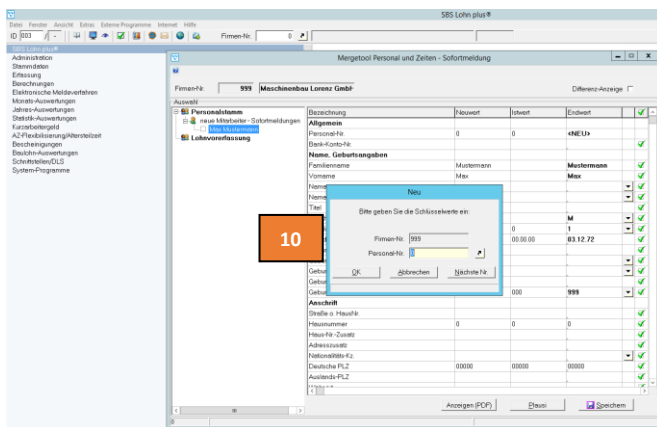 SBS Lohn plus®
Datei Fenster Ansicht Extras Externe Programme Internet Hilfe
ID 003 / - Firmen-Nr. 0
SBS Lohn plus®
Administration
Stammdaten
Erfassung
Berechnungen
Elektronische Meldeverfahren
Monats-Auswertungen
Jahres-Auswertungen
Statistik-Auswertungen
Kurzarbeitergeld
AZ-Flexibilisierung/Altersteilzeit
Bescheinigungen
Baulohn-Auswertungen
Schnittstellen/DLS
System-Programme
Mergetool Personal und Zeiten - Sofortmeldung
Firmen-Nr. 999 Maschinenbau Lorenz GmbH
Differenz-Anzeige
Auswahl
Personalstamm
neue Mitarbeiter - Sofortmeldungen
Max Mustermann
Lohnvorerfassung
Bezeichnung Neuwert Istwert Endwert
Allgemein
Personal-Nr. 0 0 <NEU>
Bank-Konto-Nr.
Name, Geburtsangaben
Familienname Mustermann Mustermann
Vorname Max Max
Titel
M
0 1
00.00.00 03.12.72
000 999
Anschrift
Straße o. HausNr.
Hausnummer 0 0 0
Haus-Nr.-Zusatz
Adresszusatz
Nationalitäts-Kz.
Deutsche PLZ 00000 00000 00000
Auslands-PLZ
Neu
Bitte geben Sie die Schlüsselwerte ein:
Firmen-Nr. 999
Personal-Nr. 0
OK Abbrechen Nächste Nr.
10
Anzeigen (PDF) Plausi Speichern
0